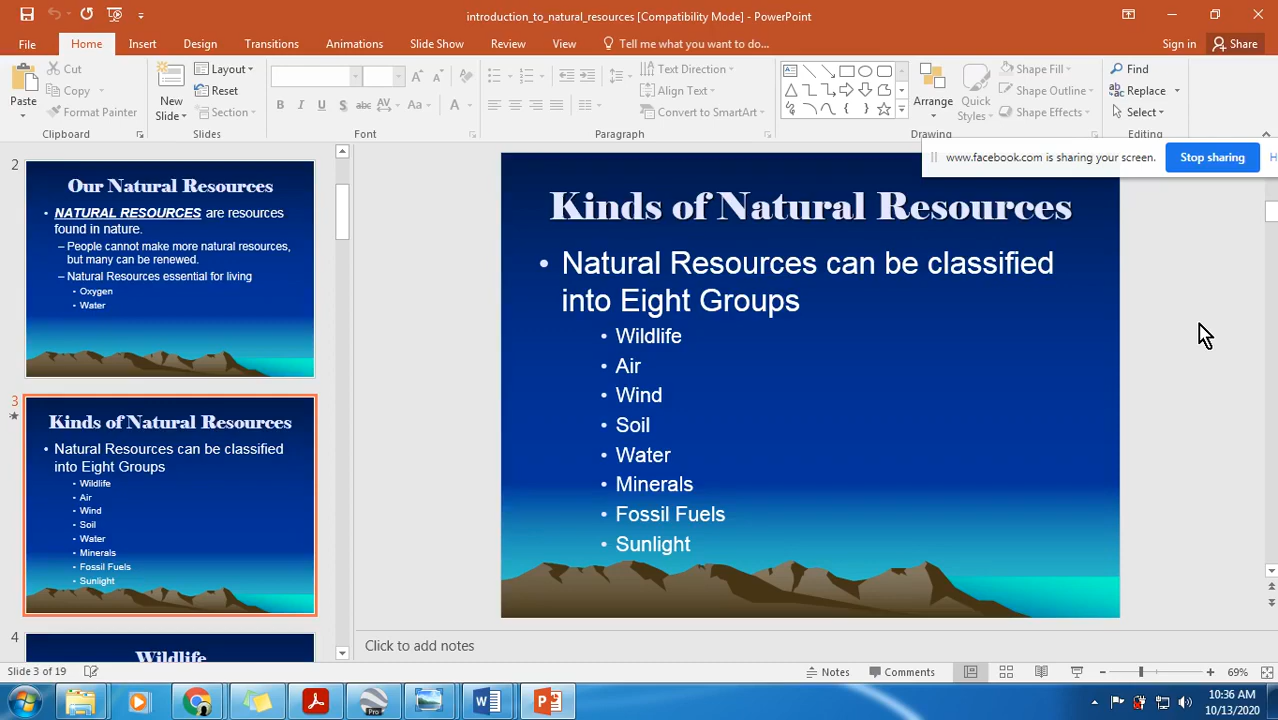 introduction_to_natural_resources [Compatibility Mode] - PowerPoint
File Home Insert Design Transitions Animations Slide Show Review View Tell me what you want to do... Sign in Share
Cut Layout Text Direction Shape Fill Find
Copy Reset Align Text Shape Outline Replace
Paste Format Painter New Slide Section B I U S abc AV Aa A Convert to SmartArt Arrange Quick Styles Shape Effects Select
Clipboard Slides Font Paragraph Drawing Editing
www.facebook.com is sharing your screen. Stop sharing H
2
Our Natural Resources
• NATURAL RESOURCES are resources
found in nature.
– People cannot make more natural resources,
but many can be renewed.
– Natural Resources essential for living
• Oxygen
• Water
3
Kinds of Natural Resources
• Natural Resources can be classified
into Eight Groups
• Wildlife
• Air
• Wind
• Soil
• Water
• Minerals
• Fossil Fuels
• Sunlight
4
Wildlife
Kinds of Natural Resources
• Natural Resources can be classified
into Eight Groups
• Wildlife
• Air
• Wind
• Soil
• Water
• Minerals
• Fossil Fuels
• Sunlight
Click to add notes
Slide 3 of 19 Notes Comments 69%
Pro
10:36 AM
10/13/2020